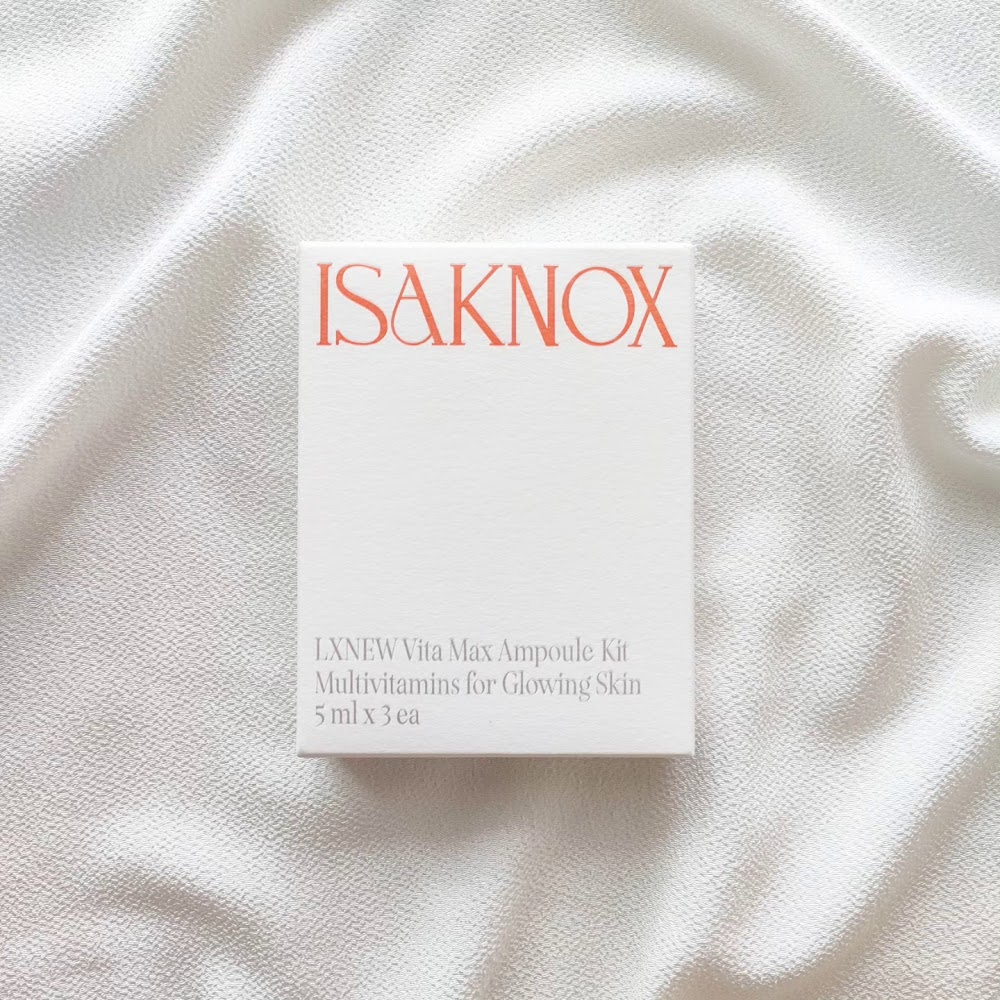 ISAKNOX
LXNEW Vita Max Ampoule Kit
Multivitamins for Glowing Skin
5 ml x 3 ea